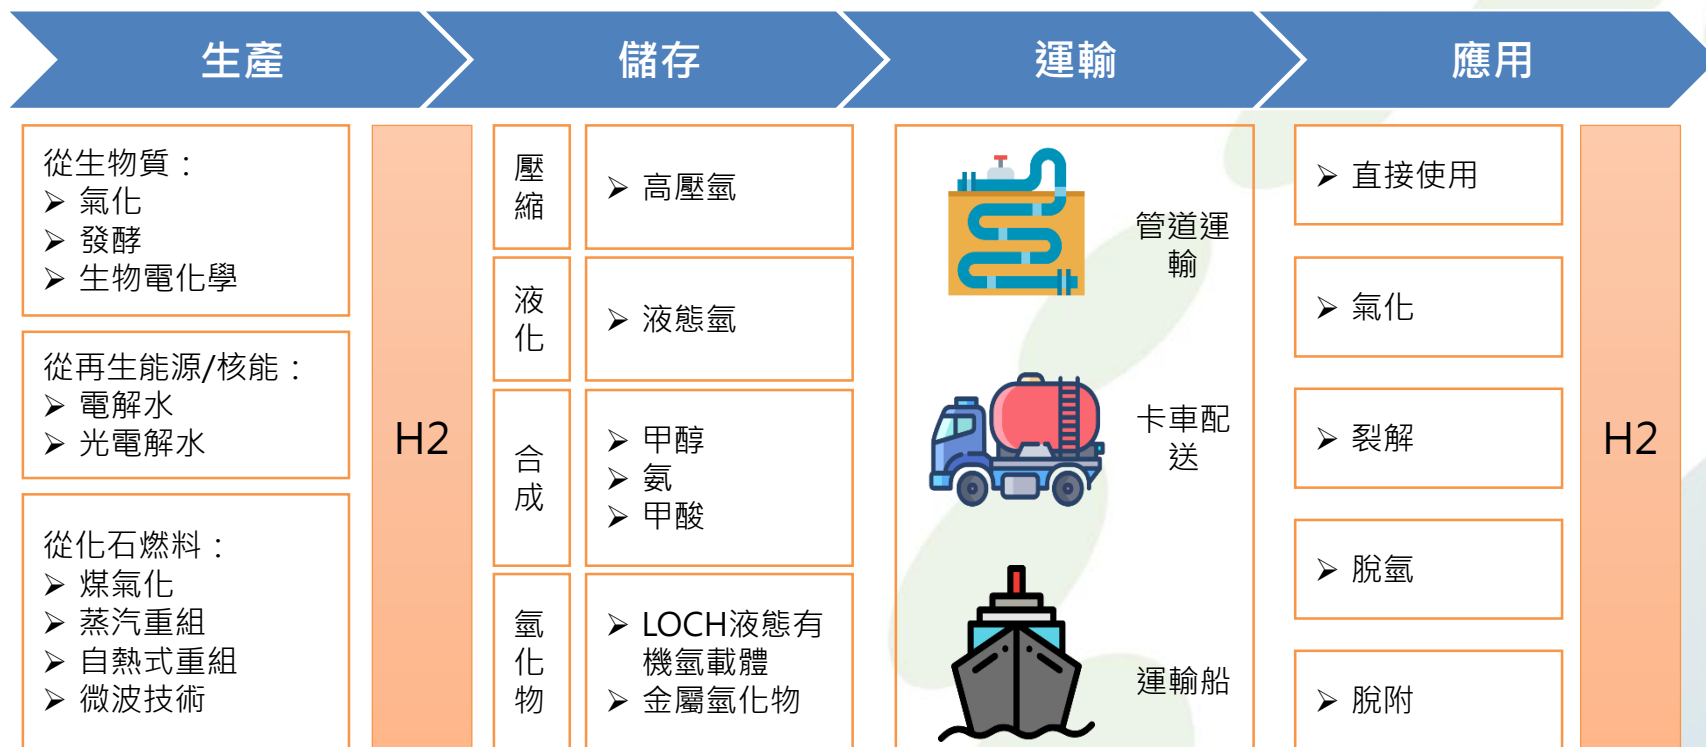 生產
儲存
運輸
應用
從生物質：
➢ 氣化
➢ 發酵
➢ 生物電化學
從再生能源/核能：
➢ 電解水
➢ 光電解水
從化石燃料：
➢ 煤氣化
➢ 蒸汽重組
➢ 自熱式重組
➢ 微波技術
H2
壓
縮
➢ 高壓氫
液
化
➢ 液態氫
合
成
➢ 甲醇
➢ 氨
➢ 甲酸
氫
化
物
➢ LOCH液態有
機氫載體
➢ 金屬氫化物
管道運
輸
卡車配
送
運輸船
➢ 直接使用
➢ 氣化
➢ 裂解
➢ 脫氫
➢ 脫附
H2